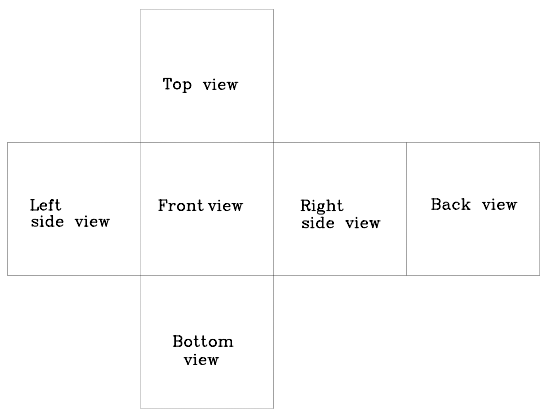 Top view
Left
side view
Front view
Right
side view
Back view
Bottom
view